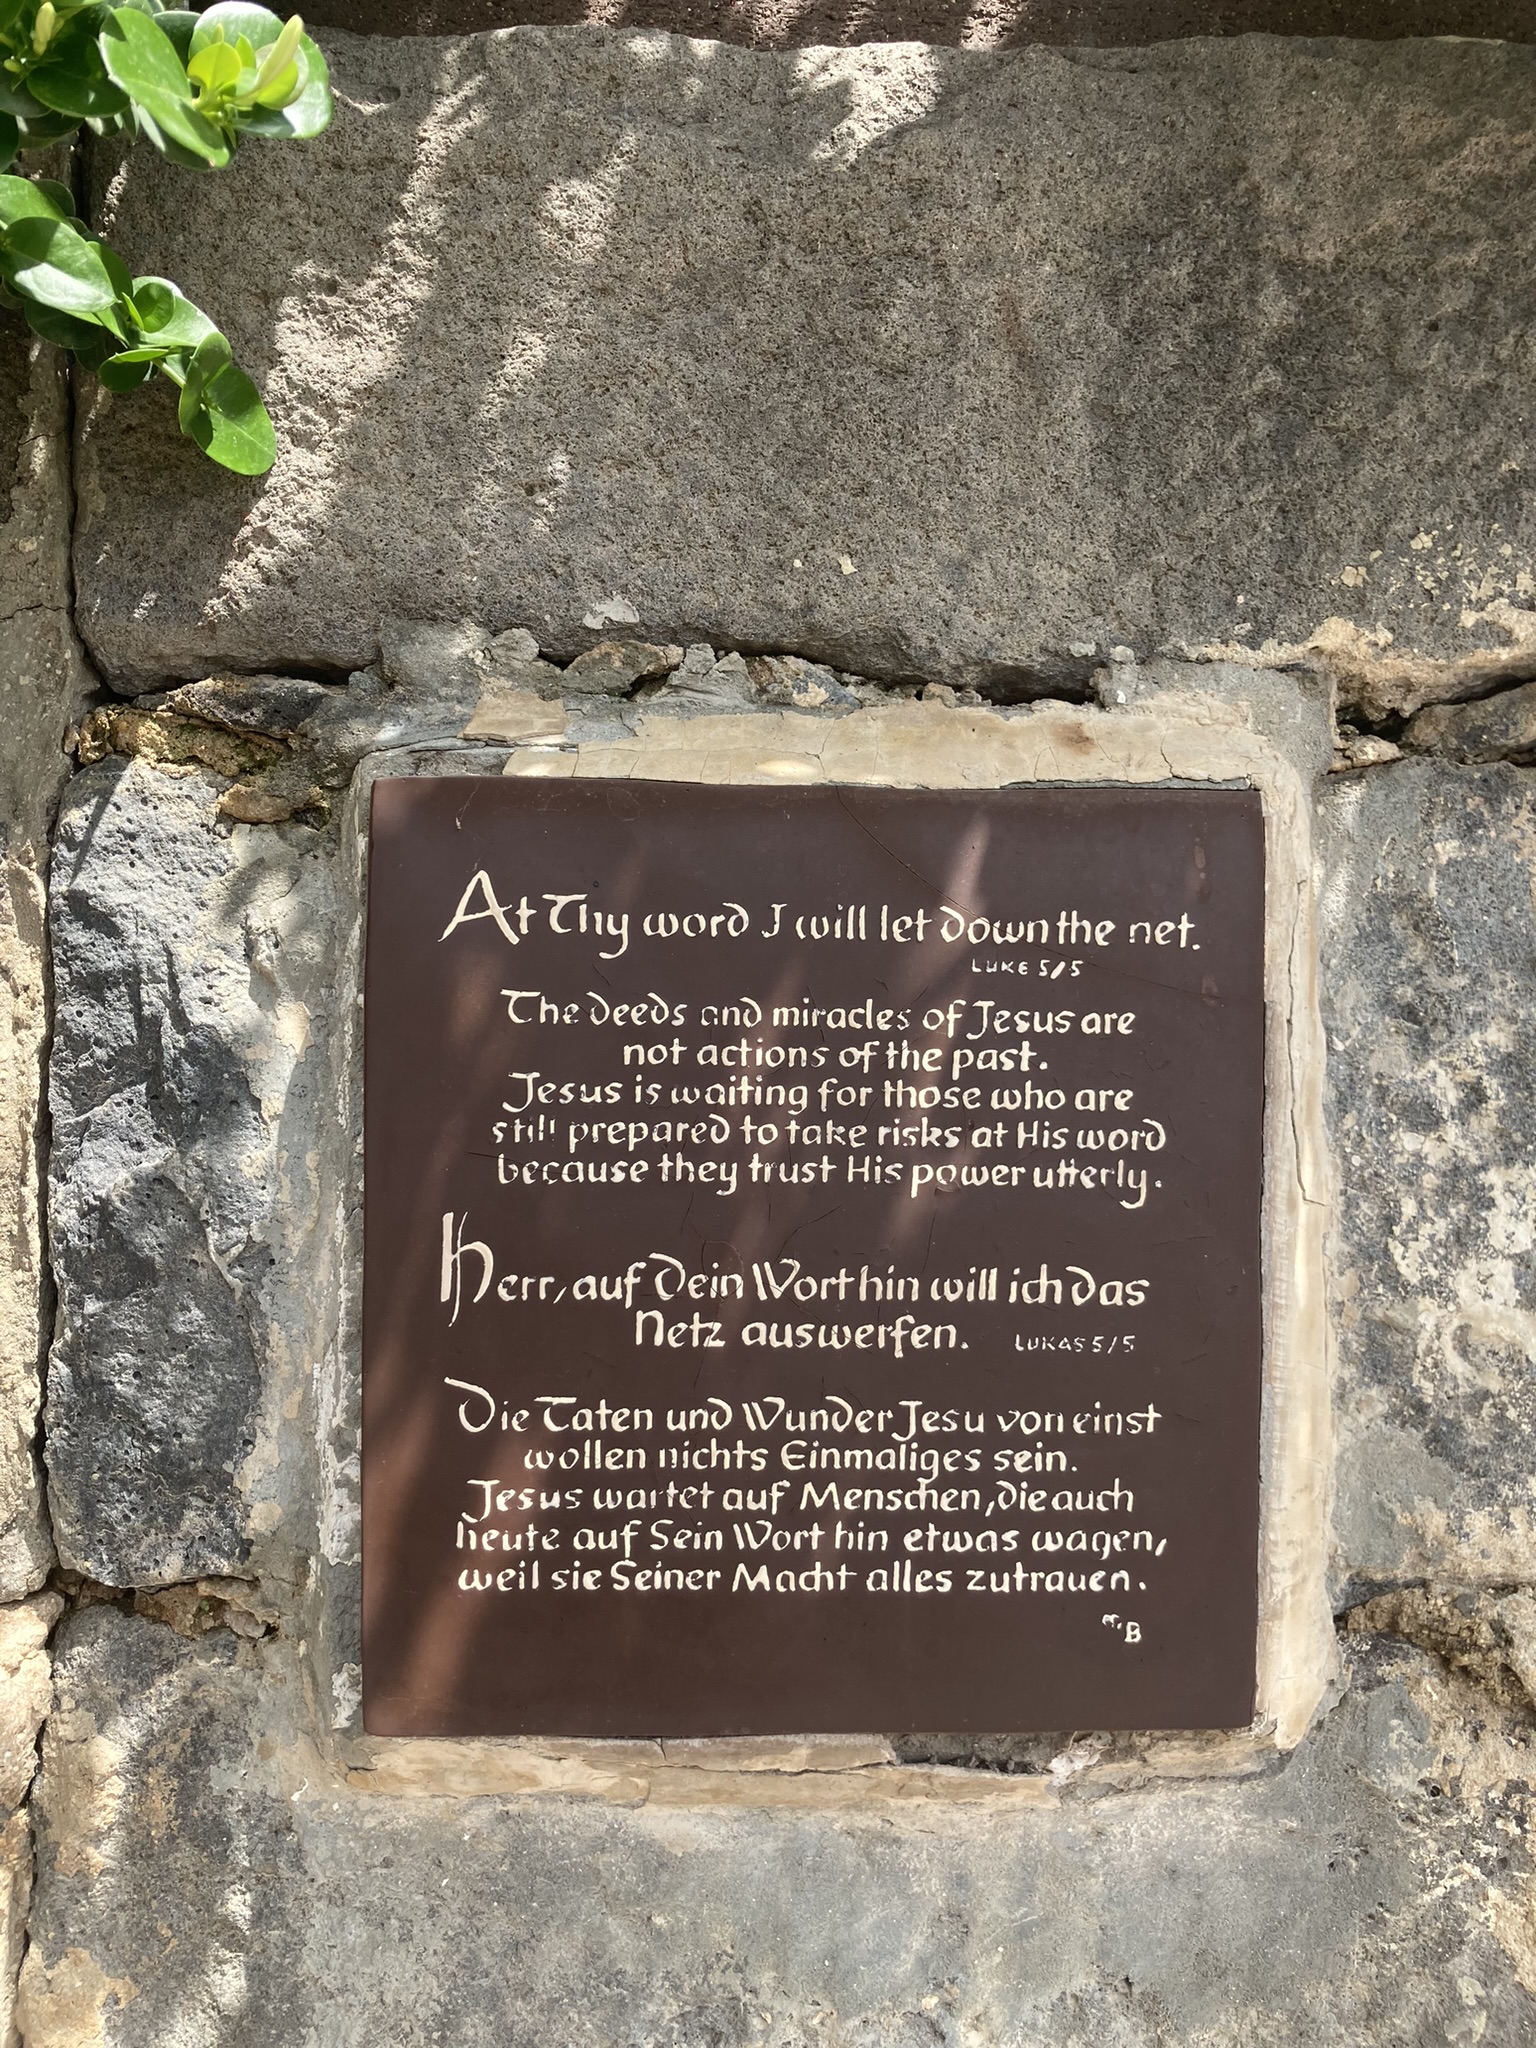 At Thy word I will let down the net.
LUKE 5/5
The deeds and miracles of Jesus are
not actions of the past.
Jesus is waiting for those who are
still prepared to take risks at His word
because they trust His power utterly.
Herr, auf Dein Wort hin will ich das
Netz auswerfen. LUKAS 5/5
Die Taten und Wunder Jesu von einst
wollen nichts Einmaliges sein.
Jesus wartet auf Menschen, die auch
heute auf Sein Wort hin etwas wagen,
weil sie Seiner Macht alles zutrauen.